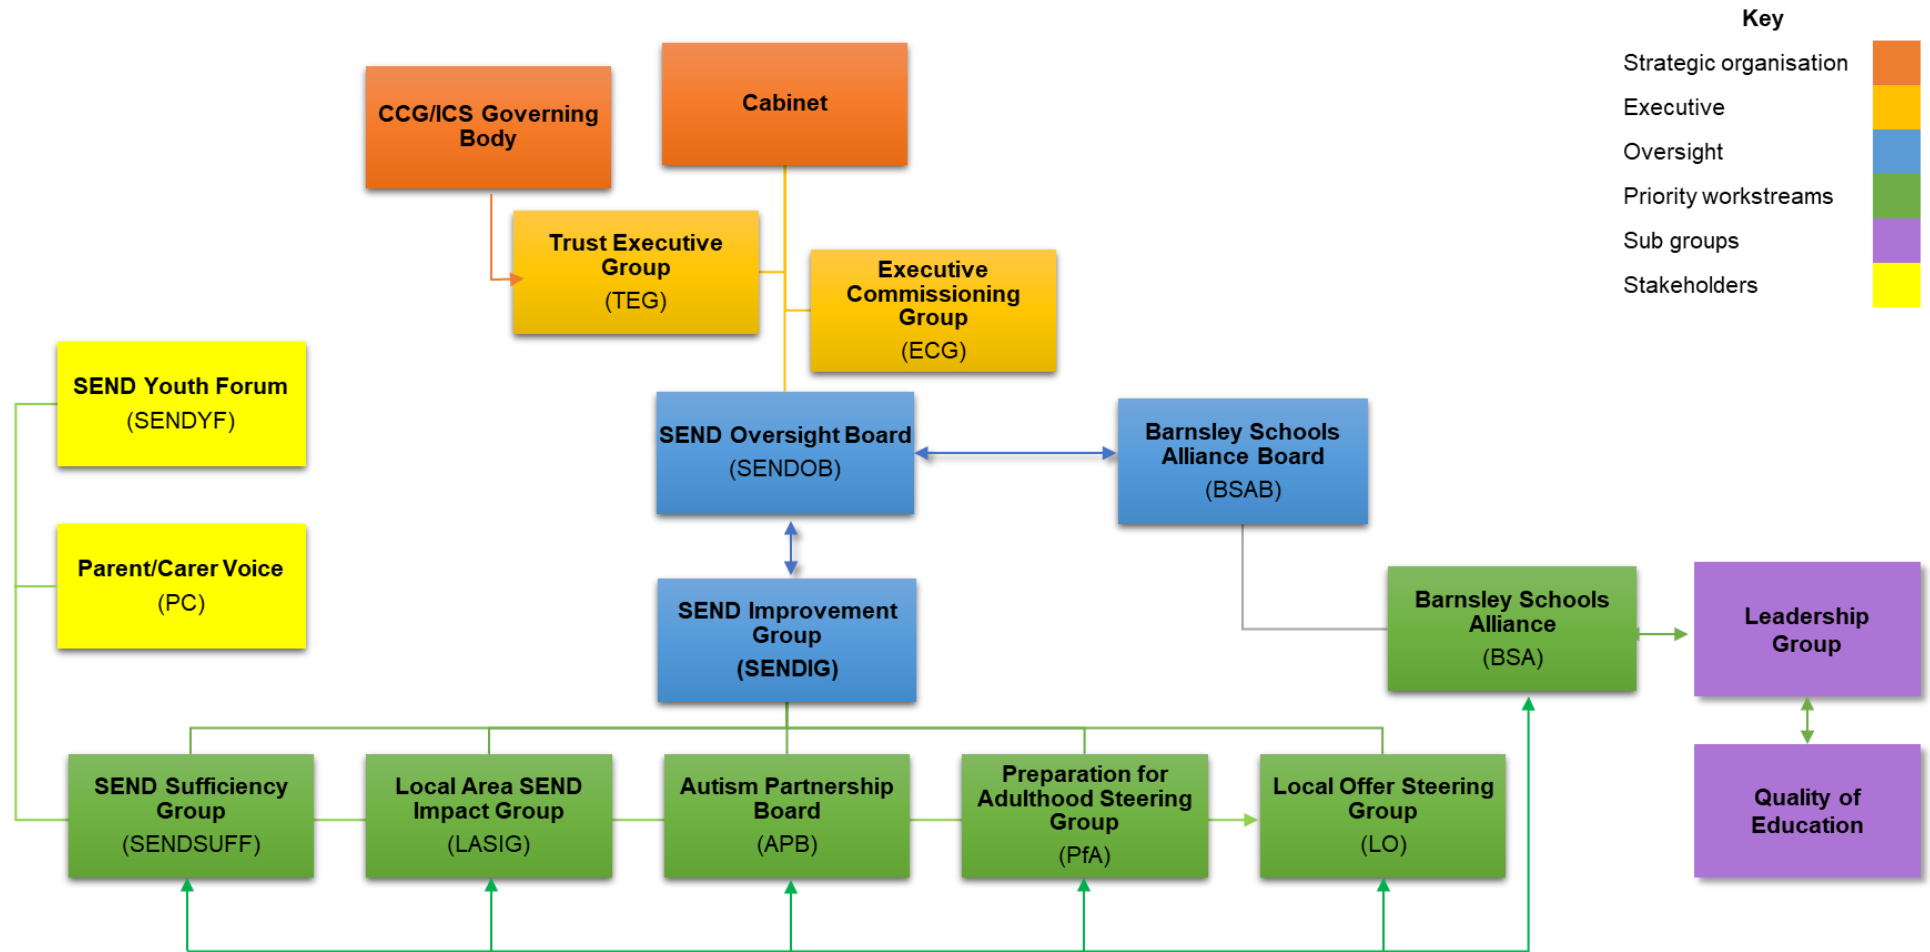 Key
Strategic organisation
Executive
Oversight
Priority workstreams
Sub groups
Stakeholders
CCG/ICS Governing
Body
Cabinet
Trust Executive
Group
(TEG)
Executive
Commissioning
Group
(ECG)
SEND Youth Forum
(SENDYF)
SEND Oversight Board
(SENDOB)
Barnsley Schools
Alliance Board
(BSAB)
Parent/Carer Voice
(PC)
SEND Improvement
Group
(SENDIG)
Barnsley Schools
Alliance
(BSA)
Leadership
Group
SEND Sufficiency
Group
(SENDSUFF)
Local Area SEND
Impact Group
(LASIG)
Autism Partnership
Board
(APB)
Preparation for
Adulthood Steering
Group
(PfA)
Local Offer Steering
Group
(LO)
Quality of
Education